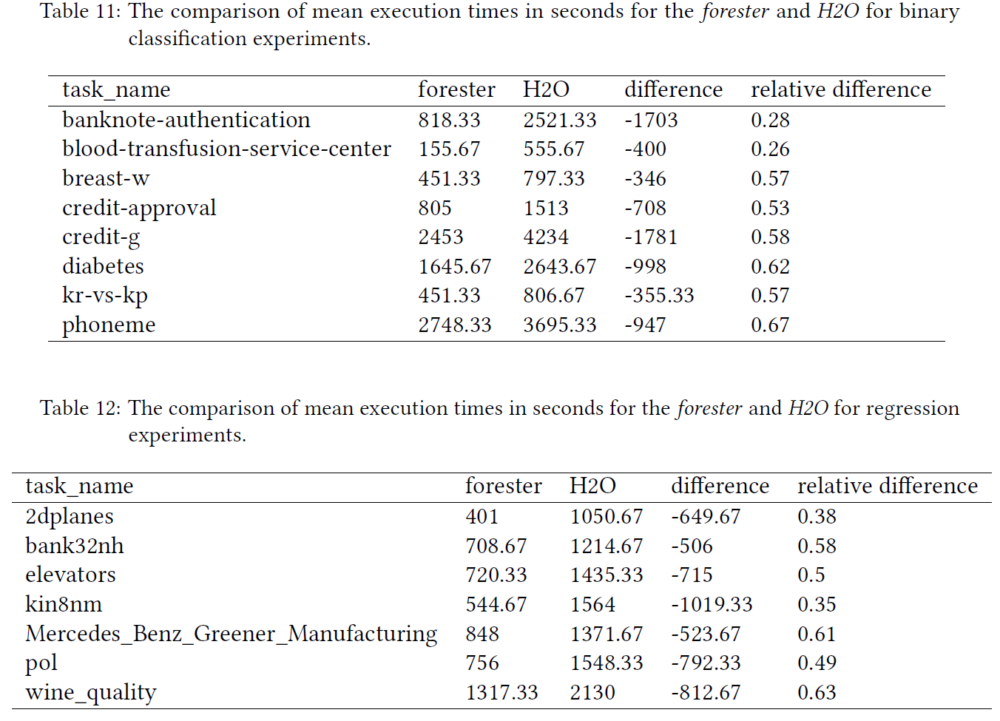 Table 11: The comparison of mean execution times in seconds for the forester and H2O for binary
classification experiments.
task_name forester H2O difference relative difference
banknote-authentication 818.33 2521.33 -1703 0.28
blood-transfusion-service-center 155.67 555.67 -400 0.26
breast-w 451.33 797.33 -346 0.57
credit-approval 805 1513 -708 0.53
credit-g 2453 4234 -1781 0.58
diabetes 1645.67 2643.67 -998 0.62
kr-vs-kp 451.33 806.67 -355.33 0.57
phoneme 2748.33 3695.33 -947 0.67
Table 12: The comparison of mean execution times in seconds for the forester and H2O for regression
experiments.
task_name forester H2O difference relative difference
2dplanes 401 1050.67 -649.67 0.38
bank32nh 708.67 1214.67 -506 0.58
elevators 720.33 1435.33 -715 0.5
kin8nm 544.67 1564 -1019.33 0.35
Mercedes_Benz_Greener_Manufacturing 848 1371.67 -523.67 0.61
pol 756 1548.33 -792.33 0.49
wine_quality 1317.33 2130 -812.67 0.63